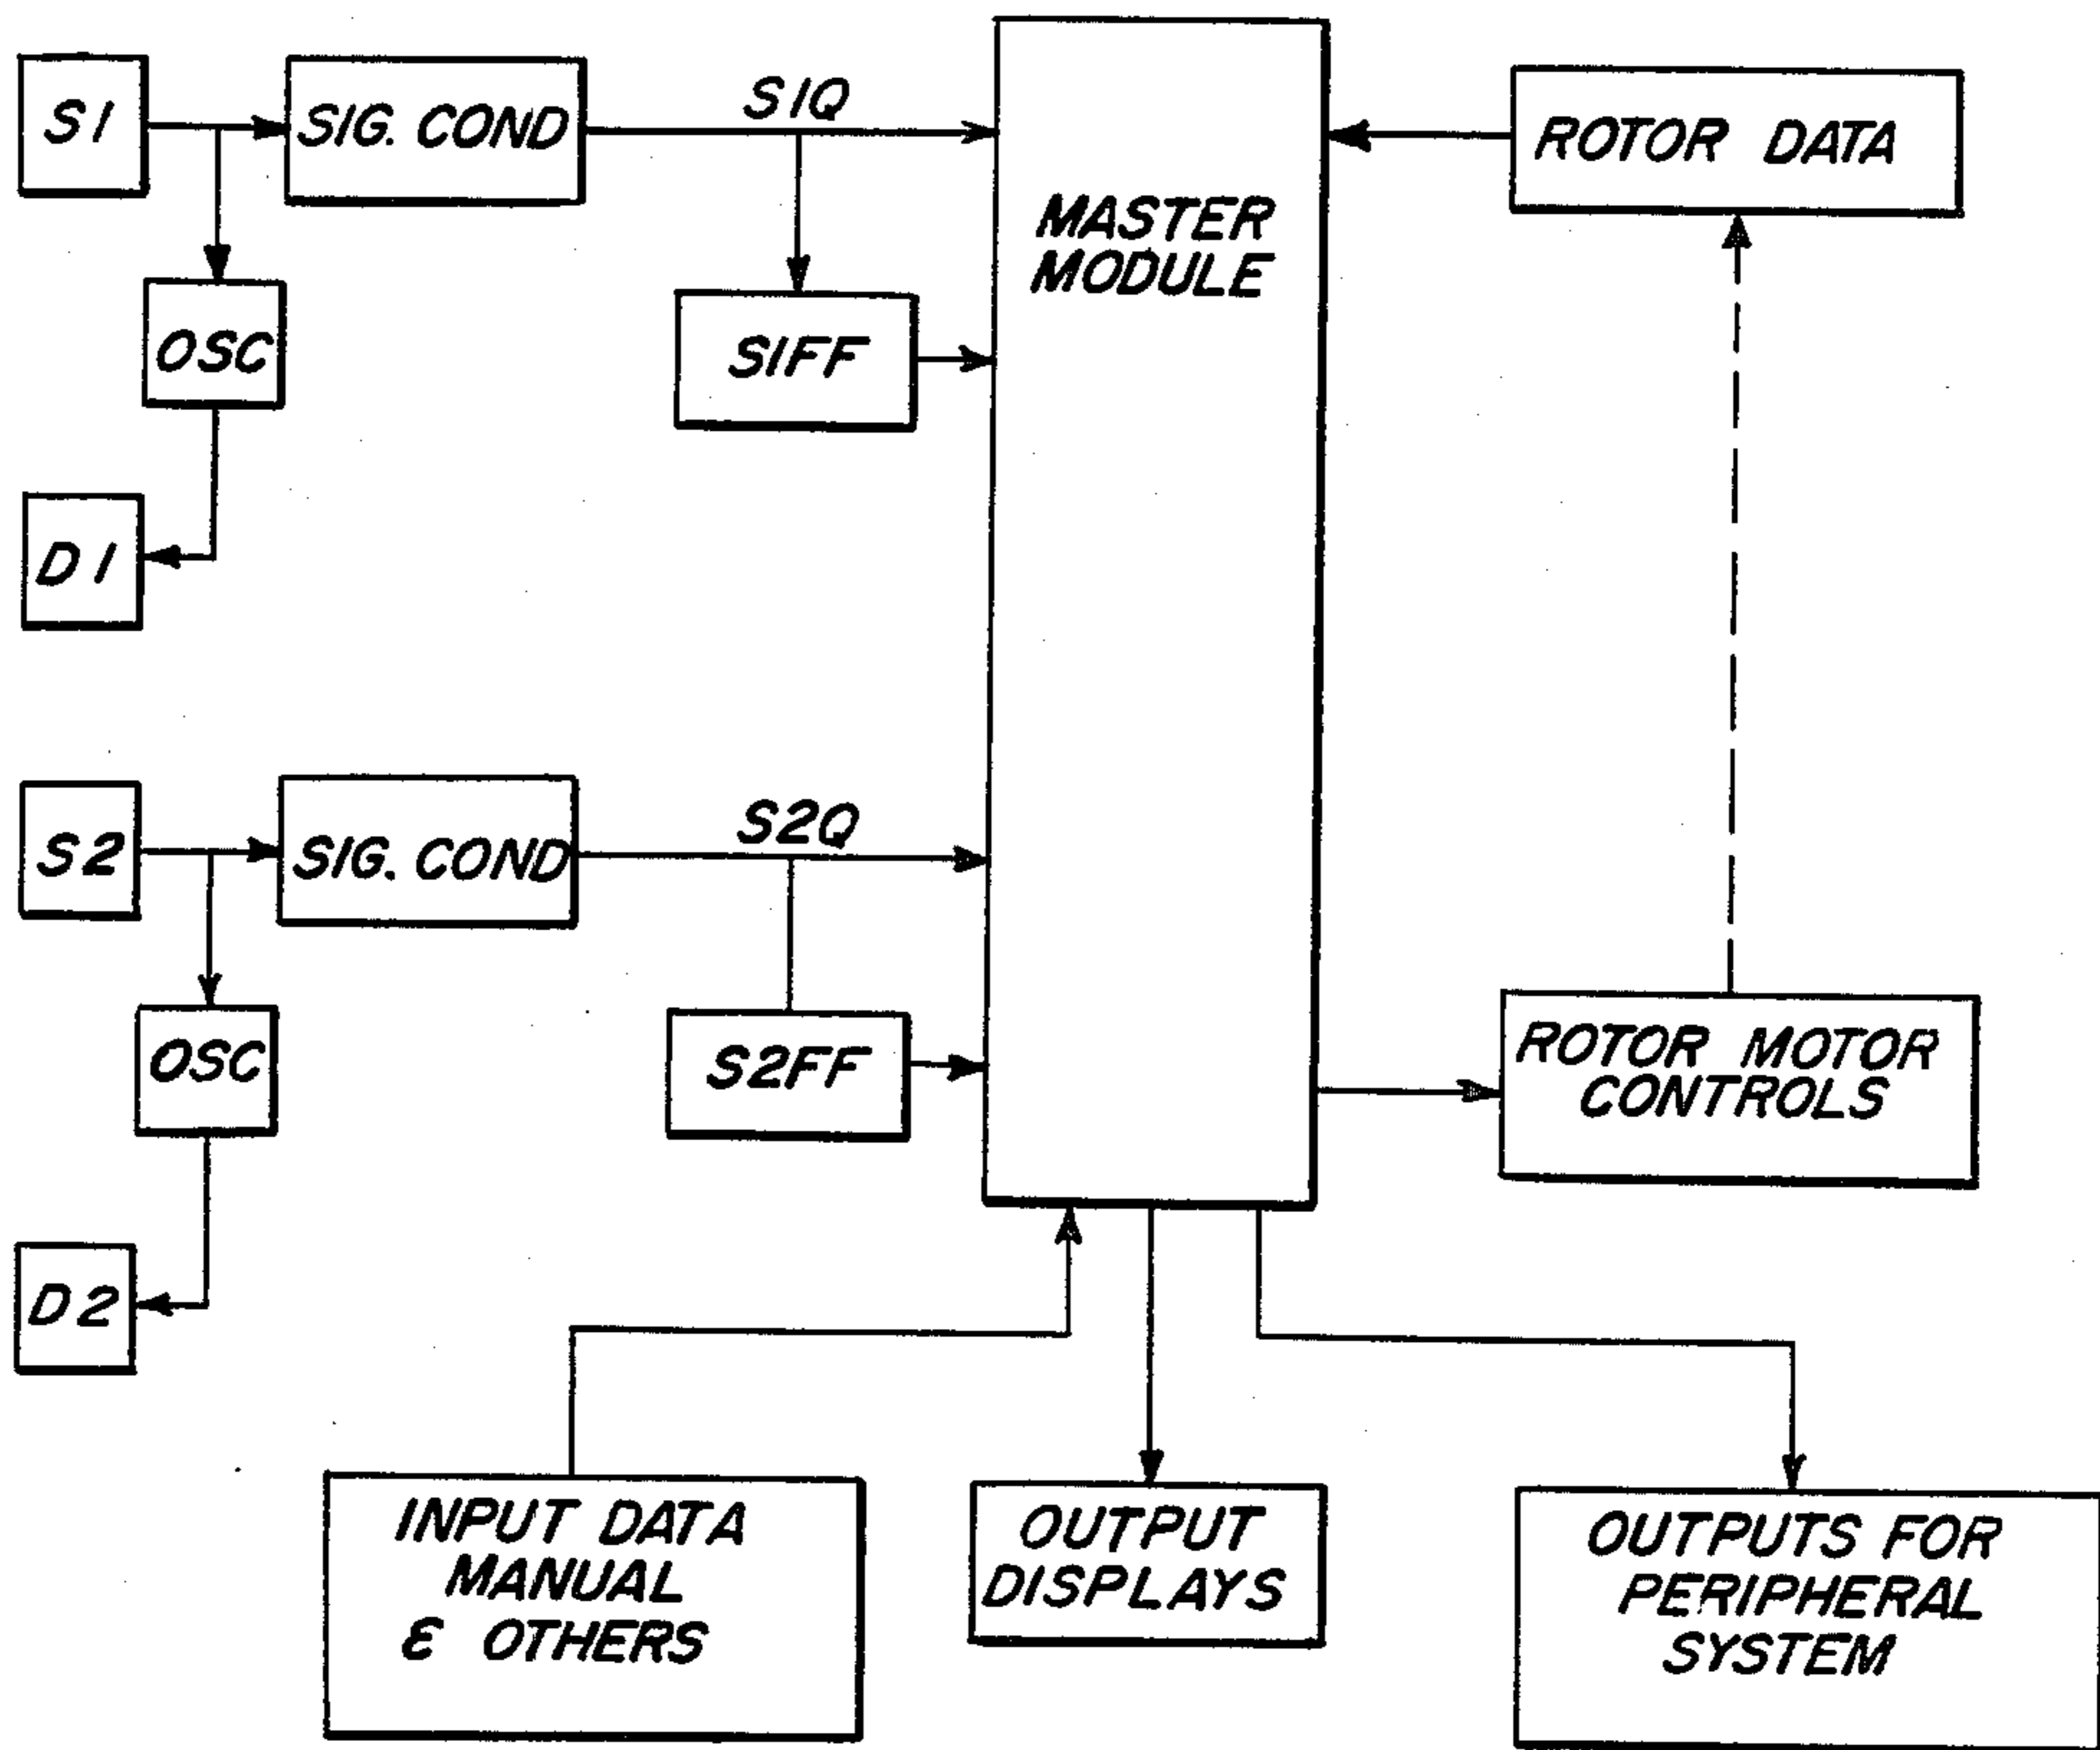 S1
SIG. COND
S1Q
ROTOR DATA
MASTER
MODULE
OSC
S1FF
D1
S2
SIG. COND
S2Q
OSC
S2FF
ROTOR MOTOR
CONTROLS
D2
INPUT DATA
MANUAL
& OTHERS
OUTPUT
DISPLAYS
OUTPUTS FOR
PERIPHERAL
SYSTEM